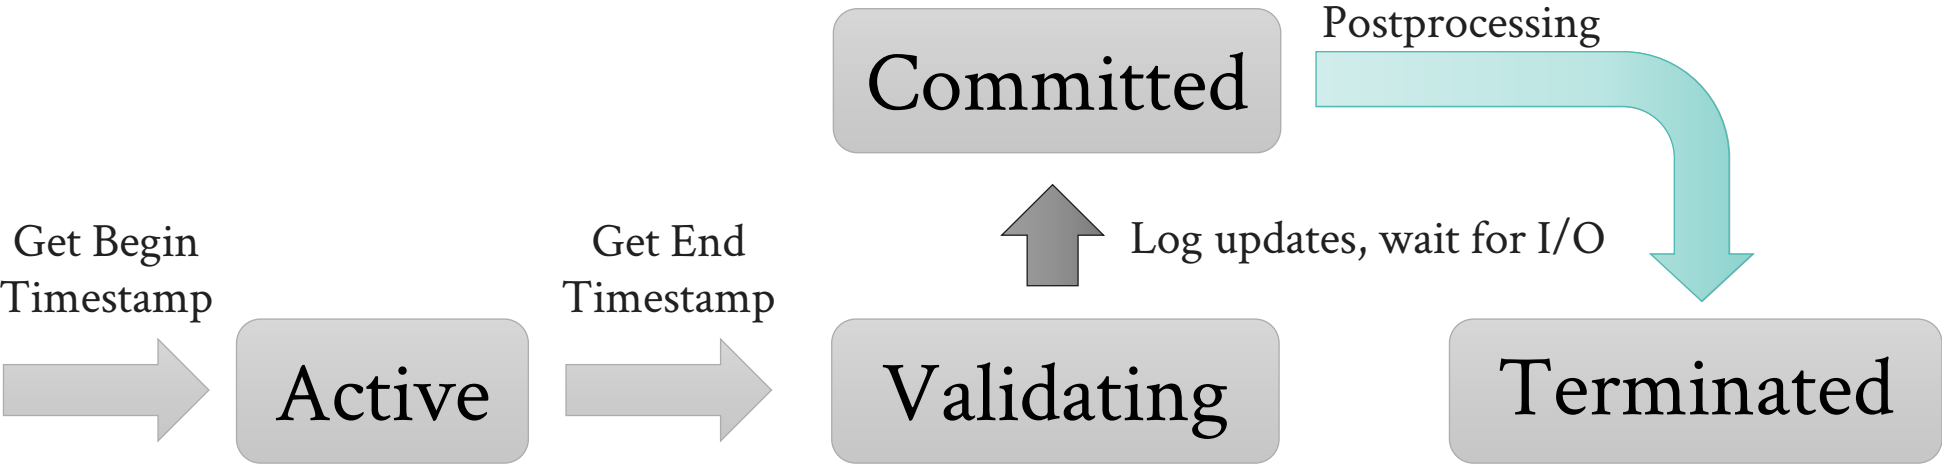 Get Begin
Timestamp
Active
Get End
Timestamp
Validating
Log updates, wait for I/O
Committed
Postprocessing
Terminated